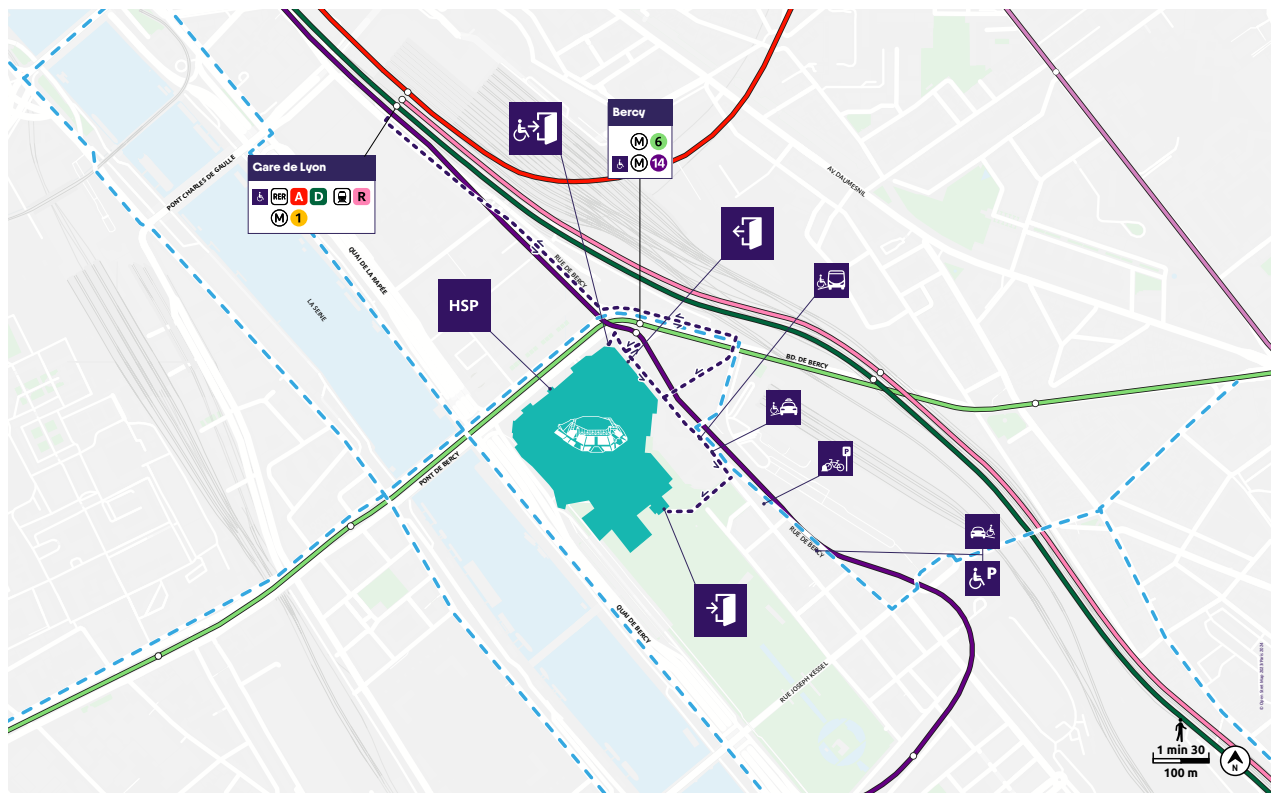 Bercy
M 6
M 14
Gare de Lyon
RER A D R
M 1
PONT CHARLES DE GAULLE
AV. DAUMESNIL
QUAI DE LA RAPÉE
RUE DE BERCY
LA SEINE
HSP
BD. DE BERCY
PONT DE BERCY
P
RUE DE BERCY
P
QUAI DE BERCY
RUE JOSEPH KESSEL
1 min 30
100 m
N